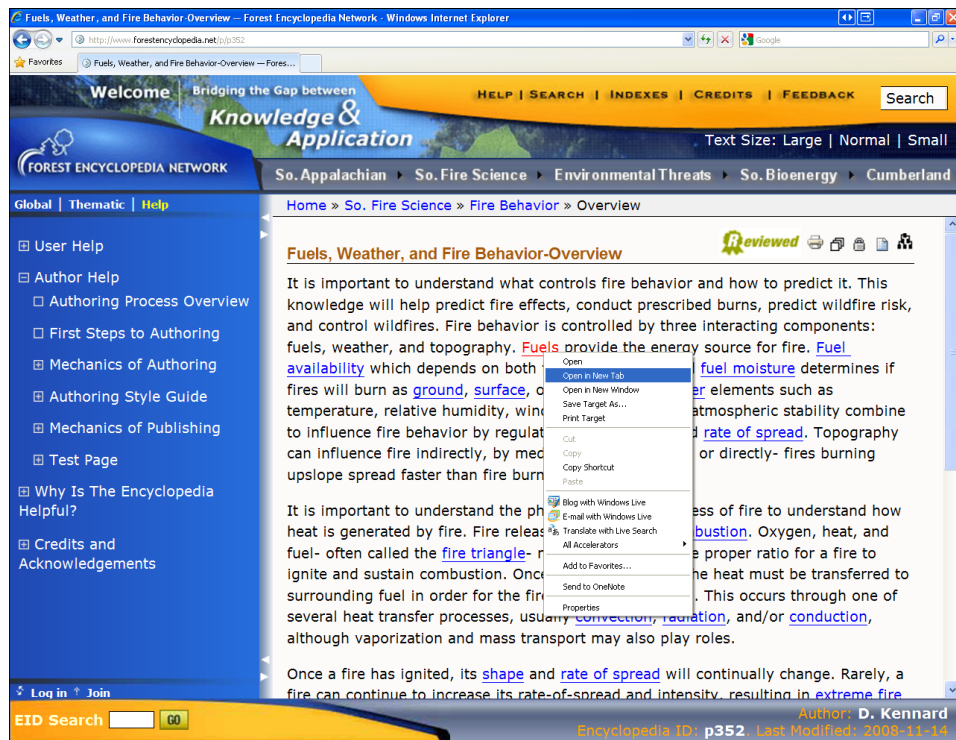 Fuels, Weather, and Fire Behavior-Overview — Forest Encyclopedia Network - Windows Internet Explorer
http://www.forestencyclopedia.net/p/p352
Google
Favorites
Fuels, Weather, and Fire Behavior-Overview — Fores...
Welcome
Bridging the Gap between
Knowledge &
Application
HELP | SEARCH | INDEXES | CREDITS | FEEDBACK
Search
Text Size: Large | Normal | Small
FOREST ENCYCLOPEDIA NETWORK
So. Appalachian So. Fire Science Environmental Threats So. Bioenergy Cumberland
Global | Thematic | Help
Home » So. Fire Science » Fire Behavior » Overview
User Help
Author Help
Authoring Process Overview
First Steps to Authoring
Mechanics of Authoring
Authoring Style Guide
Mechanics of Publishing
Test Page
Why Is The Encyclopedia
Helpful?
Credits and
Acknowledgements
Log in Join
Reviewed
Fuels, Weather, and Fire Behavior-Overview
It is important to understand what controls fire behavior and how to predict it. This
knowledge will help predict fire effects, conduct prescribed burns, predict wildfire risk,
and control wildfires. Fire behavior is controlled by three interacting components:
fuels, weather, and topography. Fuels provide the energy source for fire. Fuel
availability which depends on both fuel moisture determines if
fires will burn as ground, surface, elements such as
temperature, relative humidity, atmospheric stability combine
to influence fire behavior by rate of spread. Topography
can influence fire indirectly, by or directly- fires burning
upslope spread faster than fire
It is important to understand the of fire to understand how
heat is generated by fire. Fire Oxygen, heat, and
fuel- often called the fire triangle- proper ratio for a fire to
ignite and sustain combustion. heat must be transferred to
surrounding fuel in order for the This occurs through one of
several heat transfer processes, usually convection, radiation, and/or conduction,
although vaporization and mass transport may also play roles.
Once a fire has ignited, its shape and rate of spread will continually change. Rarely, a
fire can continue to increase its rate-of-spread and intensity, resulting in extreme fire
Open
Open in New Tab
Open in New Window
Save Target As...
Print Target
Cut
Copy
Copy Shortcut
Paste
Blog with Windows Live
E-mail with Windows Live
Translate with Live Search
All Accelerators
Add to Favorites...
Send to OneNote
Properties
EID Search GO
Author: D. Kennard
Encyclopedia ID: p352. Last Modified: 2008-11-14